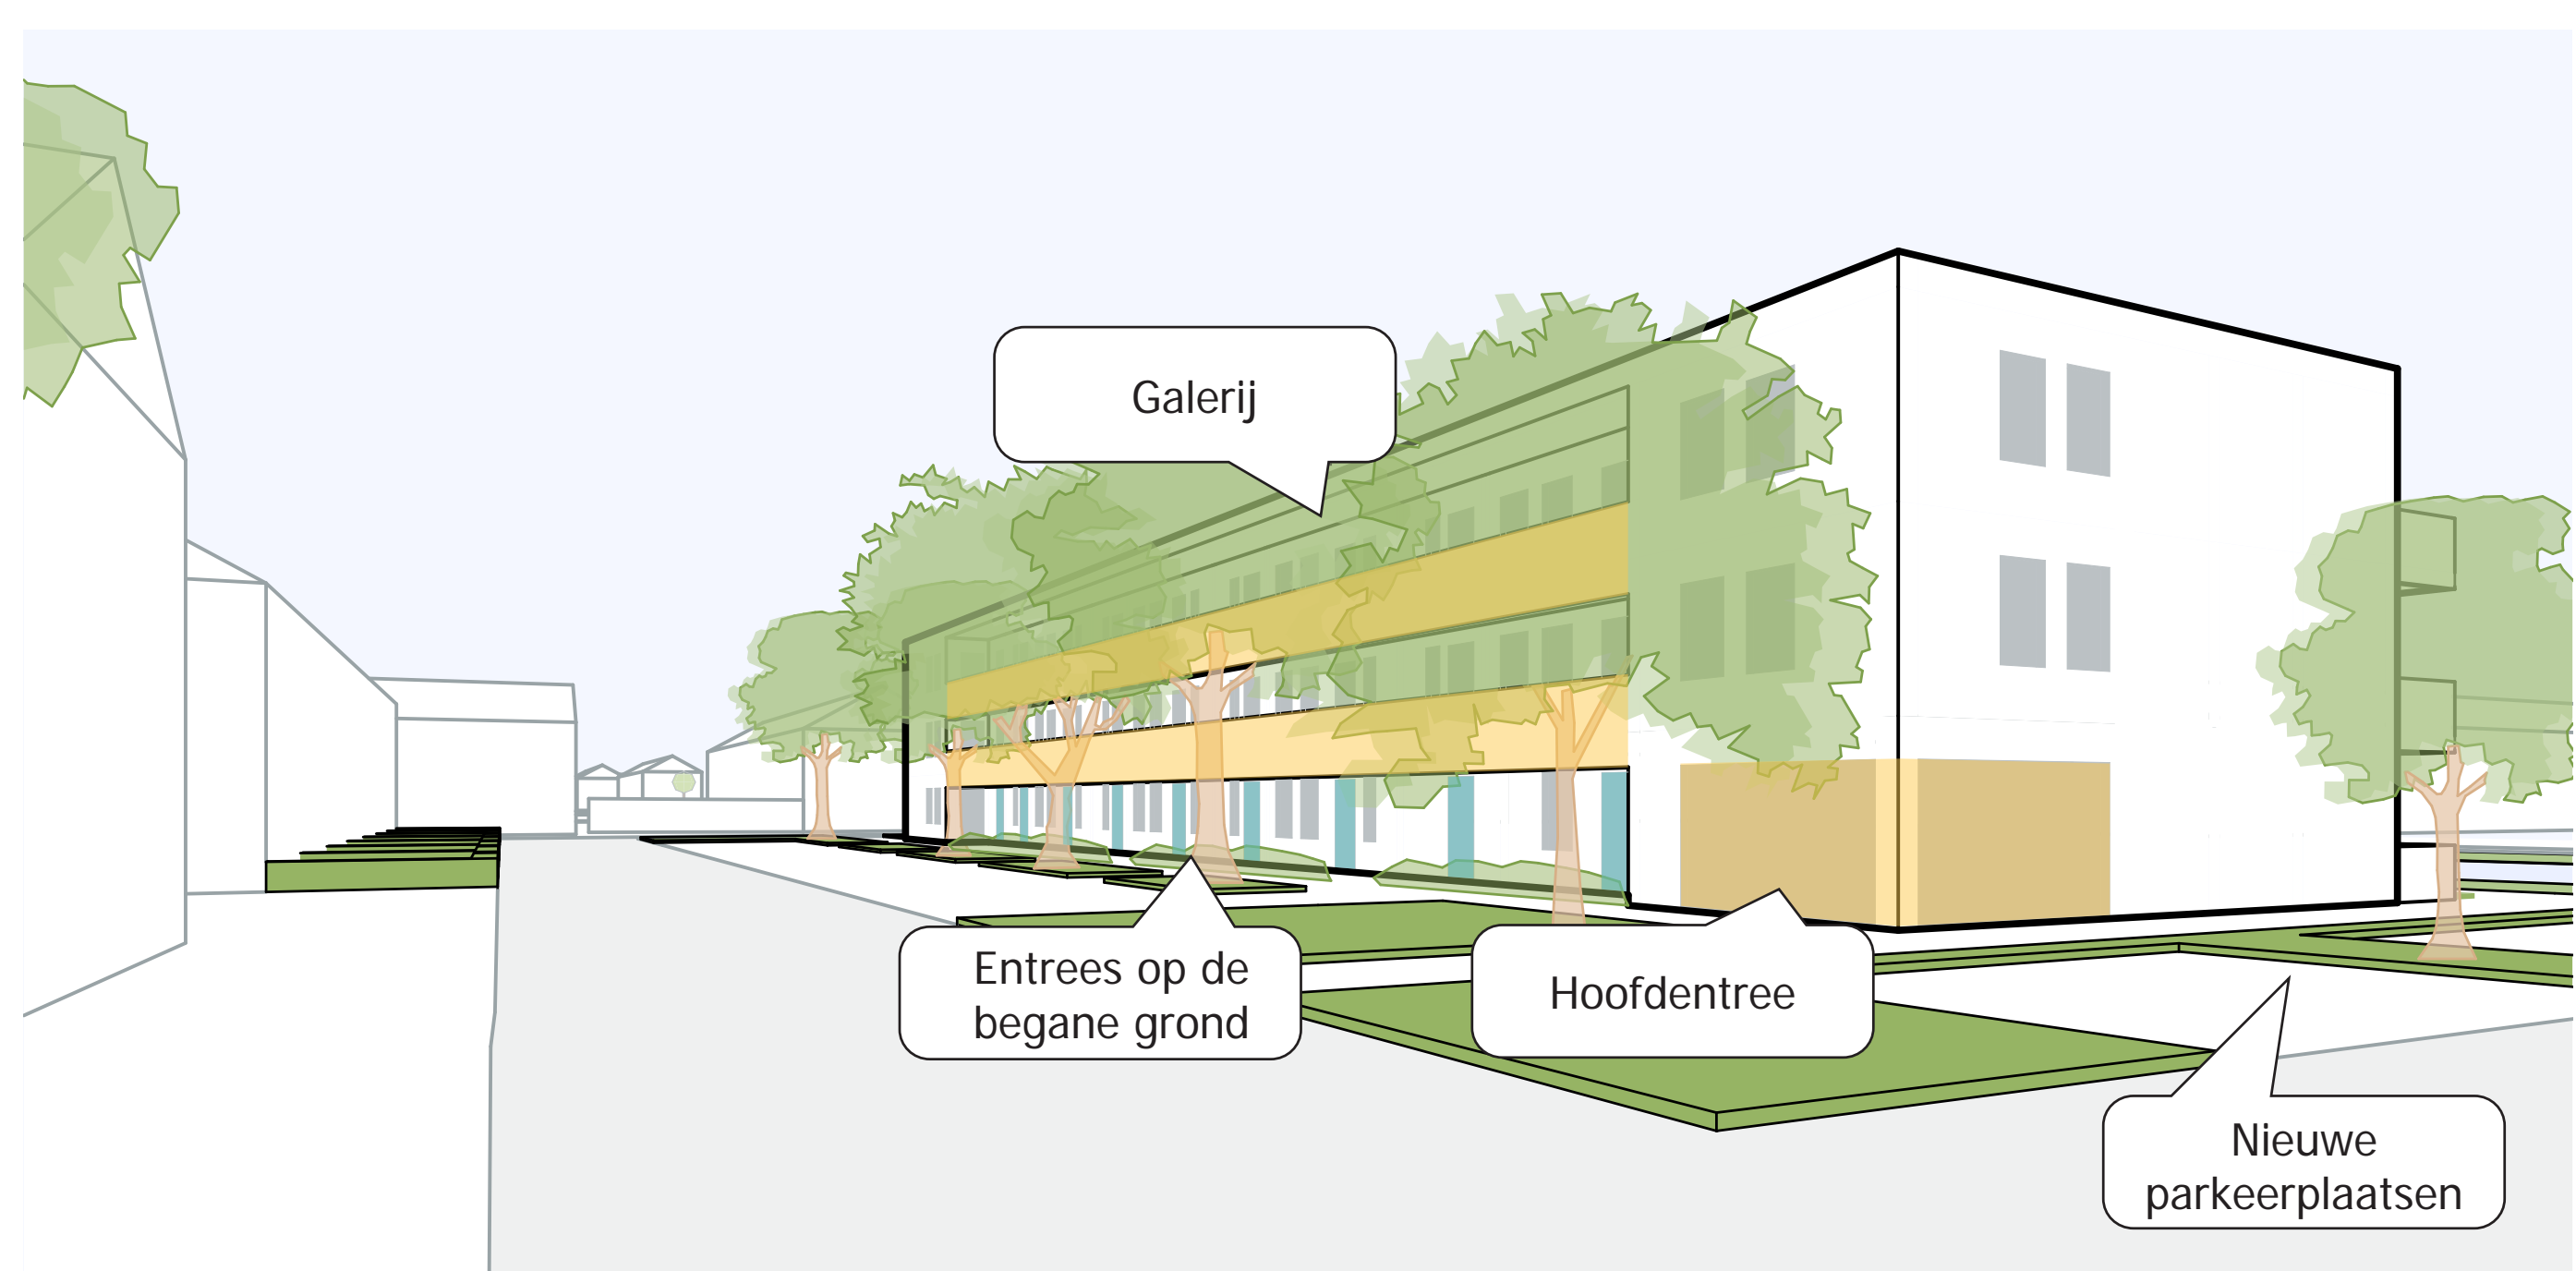 Galerij
Entrees op de
begane grond
Hoofdentree
Nieuwe
parkeerplaatsen